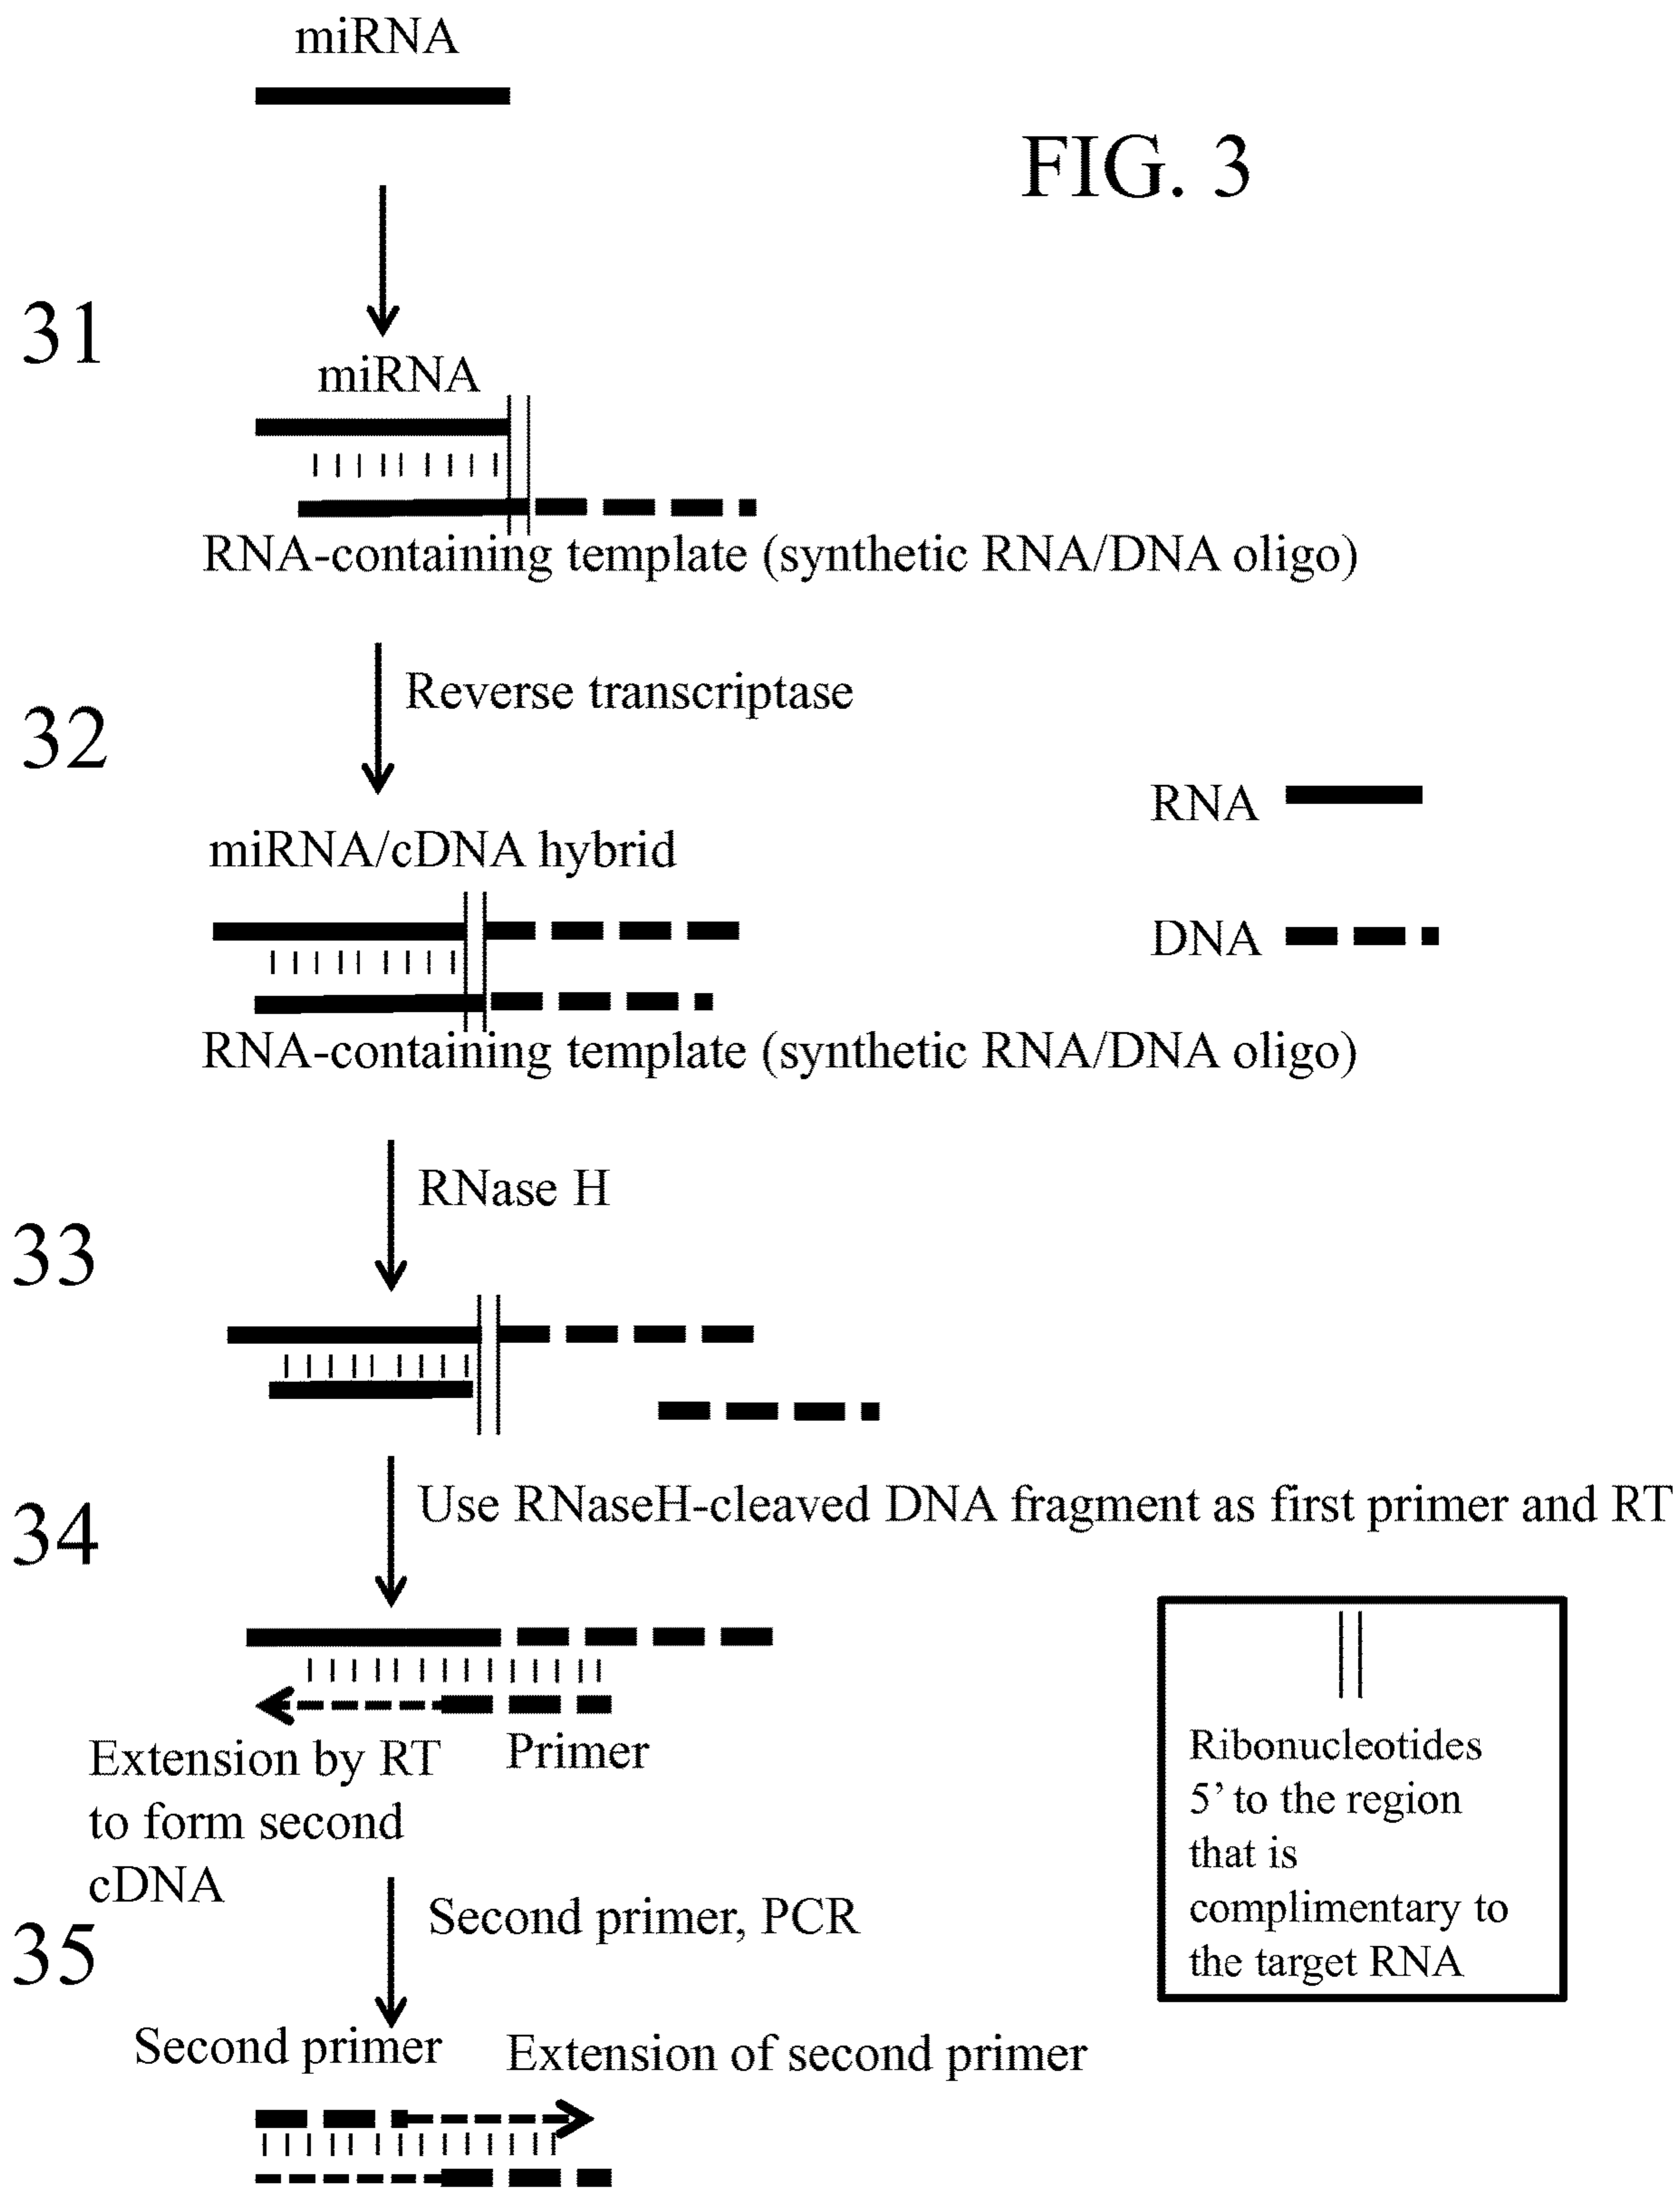 miRNA
FIG. 3
31
miRNA
RNA-containing template (synthetic RNA/DNA oligo)
Reverse transcriptase
32
RNA
miRNA/cDNA hybrid
DNA
RNA-containing template (synthetic RNA/DNA oligo)
RNase H
33
34
Use RNaseH-cleaved DNA fragment as first primer and RT
Primer
Extension by RT
to form second
cDNA
Ribonucleotides
5’ to the region
that is
complimentary to
the target RNA
Second primer, PCR
35
Second primer
Extension of second primer